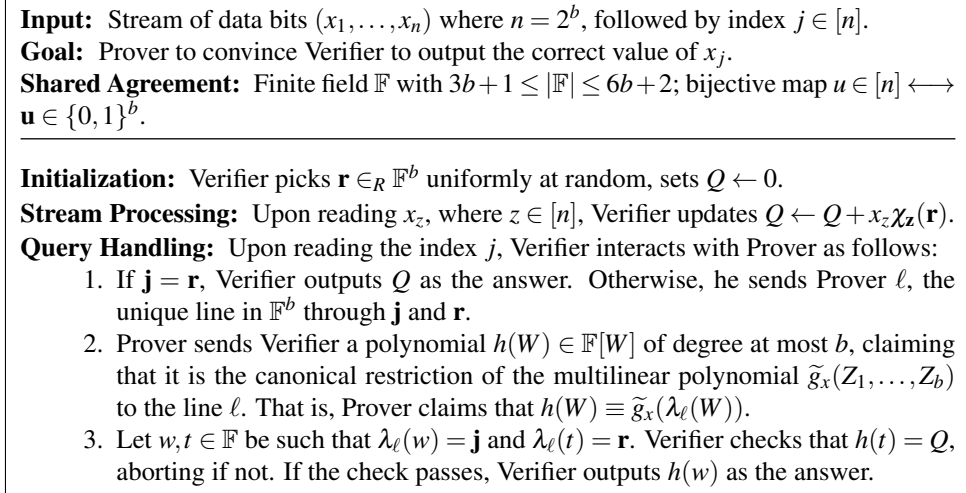 Input: Stream of data bits (x₁,...,xₙ) where n = 2ᵇ, followed by index j ∈ [n].
Goal: Prover to convince Verifier to output the correct value of xⱼ.
Shared Agreement: Finite field 𝔽 with 3b+1 ≤ |𝔽| ≤ 6b+2; bijective map u ∈ [n] ⟷
𝐮 ∈ {0,1}ᵇ.
Initialization: Verifier picks 𝐫 ∈_R 𝔽ᵇ uniformly at random, sets Q ← 0.
Stream Processing: Upon reading x_z, where z ∈ [n], Verifier updates Q ← Q + x_z χ_𝐳(𝐫).
Query Handling: Upon reading the index j, Verifier interacts with Prover as follows:
1. If 𝐣 = 𝐫, Verifier outputs Q as the answer. Otherwise, he sends Prover ℓ, the
unique line in 𝔽ᵇ through 𝐣 and 𝐫.
2. Prover sends Verifier a polynomial h(W) ∈ 𝔽[W] of degree at most b, claiming
that it is the canonical restriction of the multilinear polynomial g̃ₓ(Z₁,...,Z_b)
to the line ℓ. That is, Prover claims that h(W) ≡ g̃ₓ(λ_ℓ(W)).
3. Let w,t ∈ 𝔽 be such that λ_ℓ(w) = 𝐣 and λ_ℓ(t) = 𝐫. Verifier checks that h(t) = Q,
aborting if not. If the check passes, Verifier outputs h(w) as the answer.